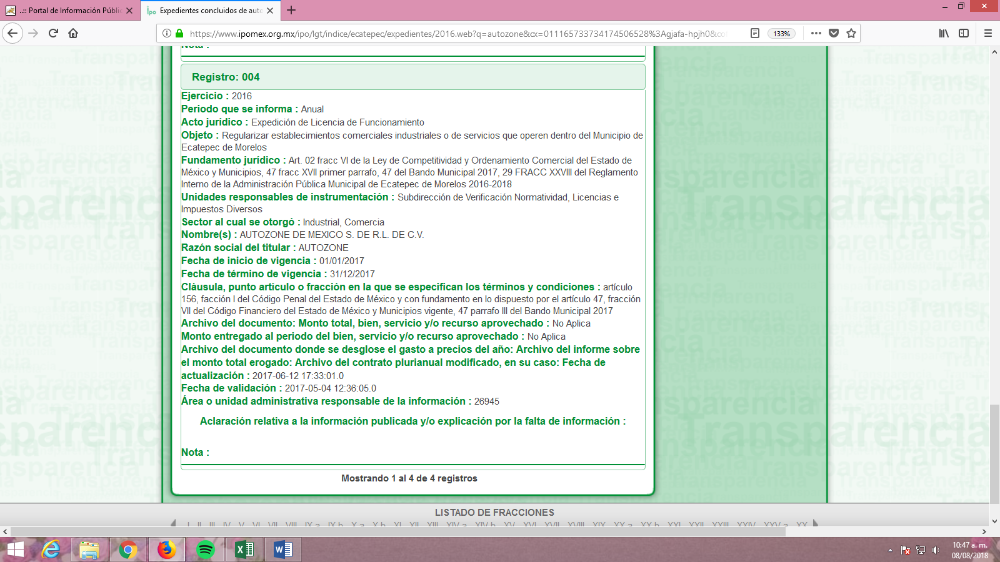 ..:: Portal de Información Públic
Expedientes concluidos de auto
https://www.ipomex.org.mx/ipo/lgt/indice/ecatepec/expedientes/2016.web?q=autozone&cx=011165733734174506528%3Agjafa-hpjh0&co
133%
Nota :
Registro: 004
Ejercicio : 2016
Periodo que se informa : Anual
Acto jurídico : Expedición de Licencia de Funcionamiento
Objeto : Regularizar establecimientos comerciales industriales o de servicios que operen dentro del Municipio de
Ecatepec de Morelos
Fundamento jurídico : Art. 02 fracc VI de la Ley de Competitividad y Ordenamiento Comercial del Estado de
México y Municipios, 47 fracc XVII primer parrafo, 47 del Bando Municipal 2017, 29 FRACC XXVIII del Reglamento
Interno de la Administración Pública Municipal de Ecatepec de Morelos 2016-2018
Unidades responsables de instrumentación : Subdirección de Verificación Normatividad, Licencias e
Impuestos Diversos
Sector al cual se otorgó : Industrial, Comercia
Nombre(s) : AUTOZONE DE MEXICO S. DE R.L. DE C.V.
Razón social del titular : AUTOZONE
Fecha de inicio de vigencia : 01/01/2017
Fecha de término de vigencia : 31/12/2017
Cláusula, punto artículo o fracción en la que se especifican los términos y condiciones : artículo
156, facción I del Código Penal del Estado de México y con fundamento en lo dispuesto por el artículo 47, fracción
VII del Código Financiero del Estado de México y Municipios vigente, 47 parrafo III del Bando Municipal 2017
Archivo del documento: Monto total, bien, servicio y/o recurso aprovechado : No Aplica
Monto entregado al periodo del bien, servicio y/o recurso aprovechado : No Aplica
Archivo del documento donde se desglose el gasto a precios del año: Archivo del informe sobre
el monto total erogado: Archivo del contrato plurianual modificado, en su caso: Fecha de
actualización : 2017-06-12 17:33:01.0
Fecha de validación : 2017-05-04 12:36:05.0
Área o unidad administrativa responsable de la información : 26945
Aclaración relativa a la información publicada y/o explicación por la falta de información :
Nota :
Mostrando 1 al 4 de 4 registros
LISTADO DE FRACCIONES
I II III IV V VI VII VIII IX a IX b X a X b XI XII XIII XIV a XIV b XV XVI XVII XVIII XIX XX a XX b XXI XXII XXIII XXIV XXV a XX
10:47 a. m.
08/08/2018